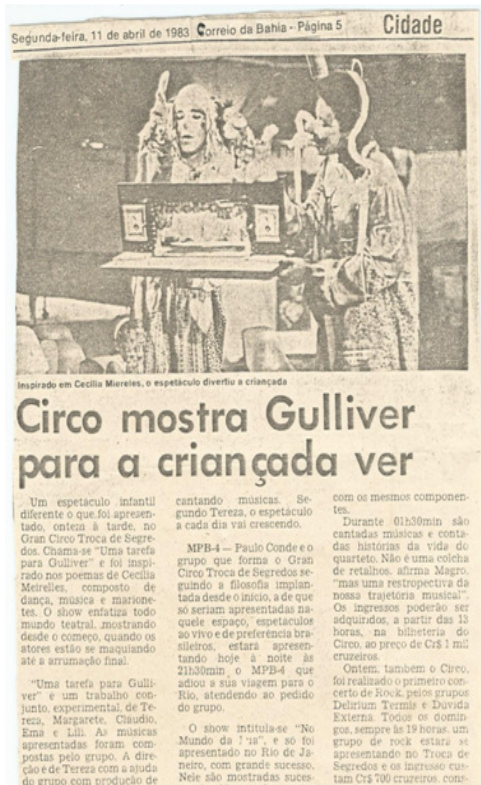 Segunda-feira, 11 de abril de 1983 Correio da Bahia - Página 5 Cidade
Inspirado em Cecília Miereles, o espetáculo divertiu a criançada
Circo mostra Gulliver
para a criançada ver
Um espetáculo infantil
diferente o que foi apresen-
tado, ontem à tarde, no
Gran Circo Troca de Segre-
dos. Chama-se "Uma tarefa
para Gulliver" e foi inspi-
rado nos poemas de Cecília
Meirelles, composto de
dança, música e marione-
tes. O show enfatiza todo
mundo teatral, mostrando
desde o começo, quando os
atores estão se maquilando
até a arrumação final.
"Uma tarefa para Gulli-
ver" e um trabalho con-
junto, experimental, de Te-
reza, Margarete, Cláudio,
Ema e Lili. As músicas
apresentadas foram com-
postas pelo grupo. A dire-
ção é de Tereza com a ajuda
do grupo com produção de
cantando músicas. Se-
gundo Tereza, o espetáculo
a cada dia vai crescendo.
MPB-4 — Paulo Conde e o
grupo que forma o Gran
Circo Troca de Segredos se-
guindo a filosofia implan-
tada desde o início, a de que
só seriam apresentadas na-
quele espaço, espetáculos
ao vivo e de preferência bra-
sileiros, estará apresen-
tando hoje à noite às
21h30min, o MPB-4 que
adiou a sua viagem para o
Rio, atendendo ao pedido
do grupo.
O show intitula-se "No
Mundo da Lua", e só foi
apresentado no Rio de Ja-
neiro, com grande sucesso.
Nele são mostradas suces-
com os mesmos componen-
tes.
Durante 01h30min são
cantadas músicas e conta-
das histórias da vida do
quarteto. Não é uma colcha
de retalhos, afirma Magro,
"mas uma restropectiva da
nossa trajetória musical".
Os ingressos poderão ser
adquiridos, a partir das 13
horas, na bilheteria do
Circo, ao preço de Cr$ 1 mil
cruzeiros.
Ontem, também o Circo,
foi realizado o primeiro con-
certo de Rock, pelos grupos
Delirium Termis e Dúvida
Externa. Todos os domin-
gos, sempre às 19 horas, um
grupo de rock estará se
apresentando no Troca de
Segredos e os ingresso cus-
tam Cr$ 700 cruzeiros, cons-